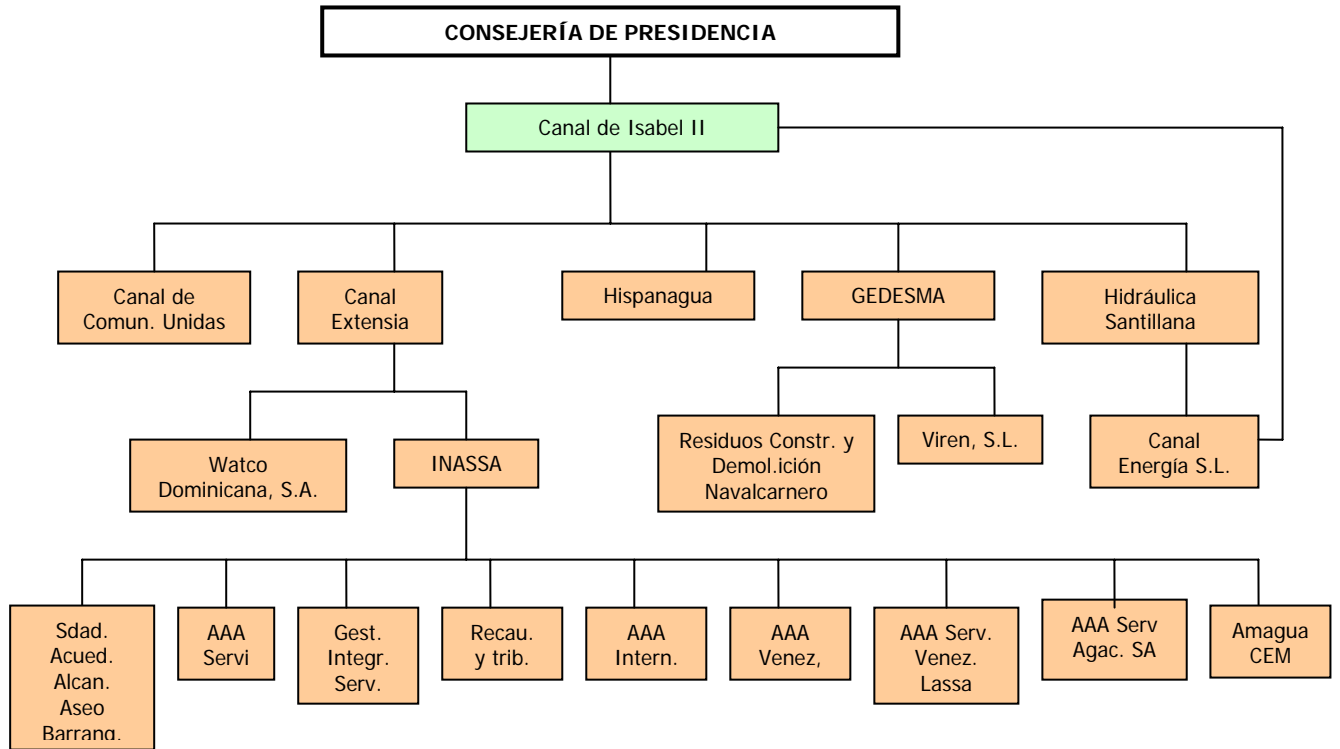 CONSEJERÍA DE PRESIDENCIA
Canal de Isabel II
Canal de
Comun. Unidas
Canal
Extensia
Hispanagua
GEDESMA
Hidráulica
Santillana
Watco
Dominicana, S.A.
INASSA
Residuos Constr. y
Demol.ición
Navalcarnero
Viren, S.L.
Canal
Energía S.L.
Sdad.
Acued.
Alcan.
Aseo
Barranq.
AAA
Servi
Gest.
Integr.
Serv.
Recau.
y trib.
AAA
Intern.
AAA
Venez,
AAA Serv.
Venez.
Lassa
AAA Serv
Agac. SA
Amagua
CEM